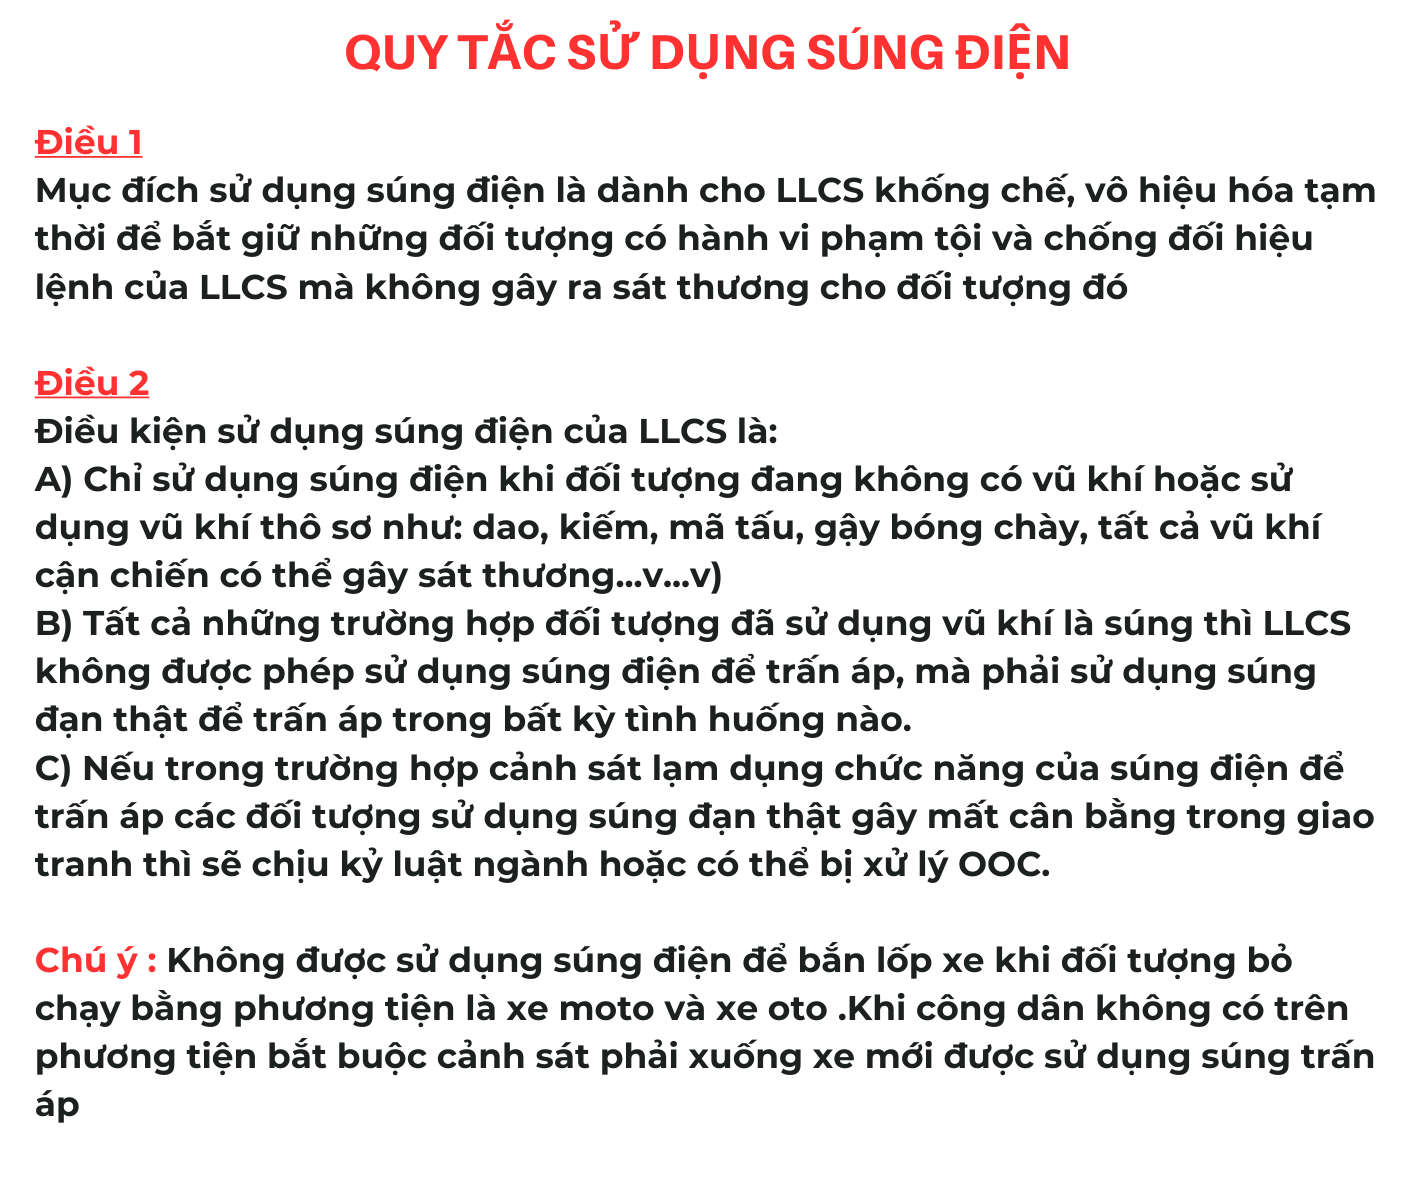 QUY TẮC SỬ DỤNG SÚNG ĐIỆN
Điều 1
Mục đích sử dụng súng điện là dành cho LLCS khống chế, vô hiệu hóa tạm
thời để bắt giữ những đối tượng có hành vi phạm tội và chống đối hiệu
lệnh của LLCS mà không gây ra sát thương cho đối tượng đó
Điều 2
Điều kiện sử dụng súng điện của LLCS là:
A) Chỉ sử dụng súng điện khi đối tượng đang không có vũ khí hoặc sử
dụng vũ khí thô sơ như: dao, kiếm, mã tấu, gậy bóng chày, tất cả vũ khí
cận chiến có thể gây sát thương...v...v)
B) Tất cả những trường hợp đối tượng đã sử dụng vũ khí là súng thì LLCS
không được phép sử dụng súng điện để trấn áp, mà phải sử dụng súng
đạn thật để trấn áp trong bất kỳ tình huống nào.
C) Nếu trong trường hợp cảnh sát lạm dụng chức năng của súng điện để
trấn áp các đối tượng sử dụng súng đạn thật gây mất cân bằng trong giao
tranh thì sẽ chịu kỷ luật ngành hoặc có thể bị xử lý OOC.
Chú ý : Không được sử dụng súng điện để bắn lốp xe khi đối tượng bỏ
chạy bằng phương tiện là xe moto và xe oto .Khi công dân không có trên
phương tiện bắt buộc cảnh sát phải xuống xe mới được sử dụng súng trấn
áp